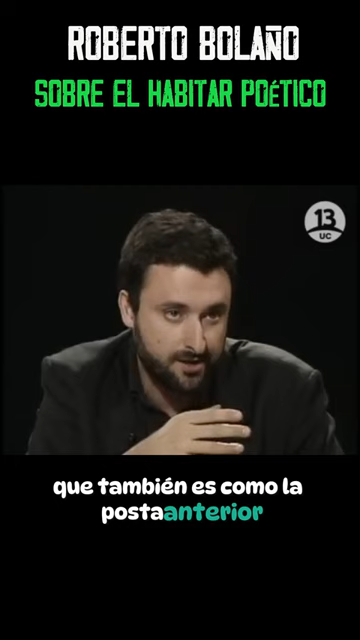 ROBERTO BOLAÑO
SOBRE EL HABITAR POÉTICO
13
UC
que también es como la
postaanterior